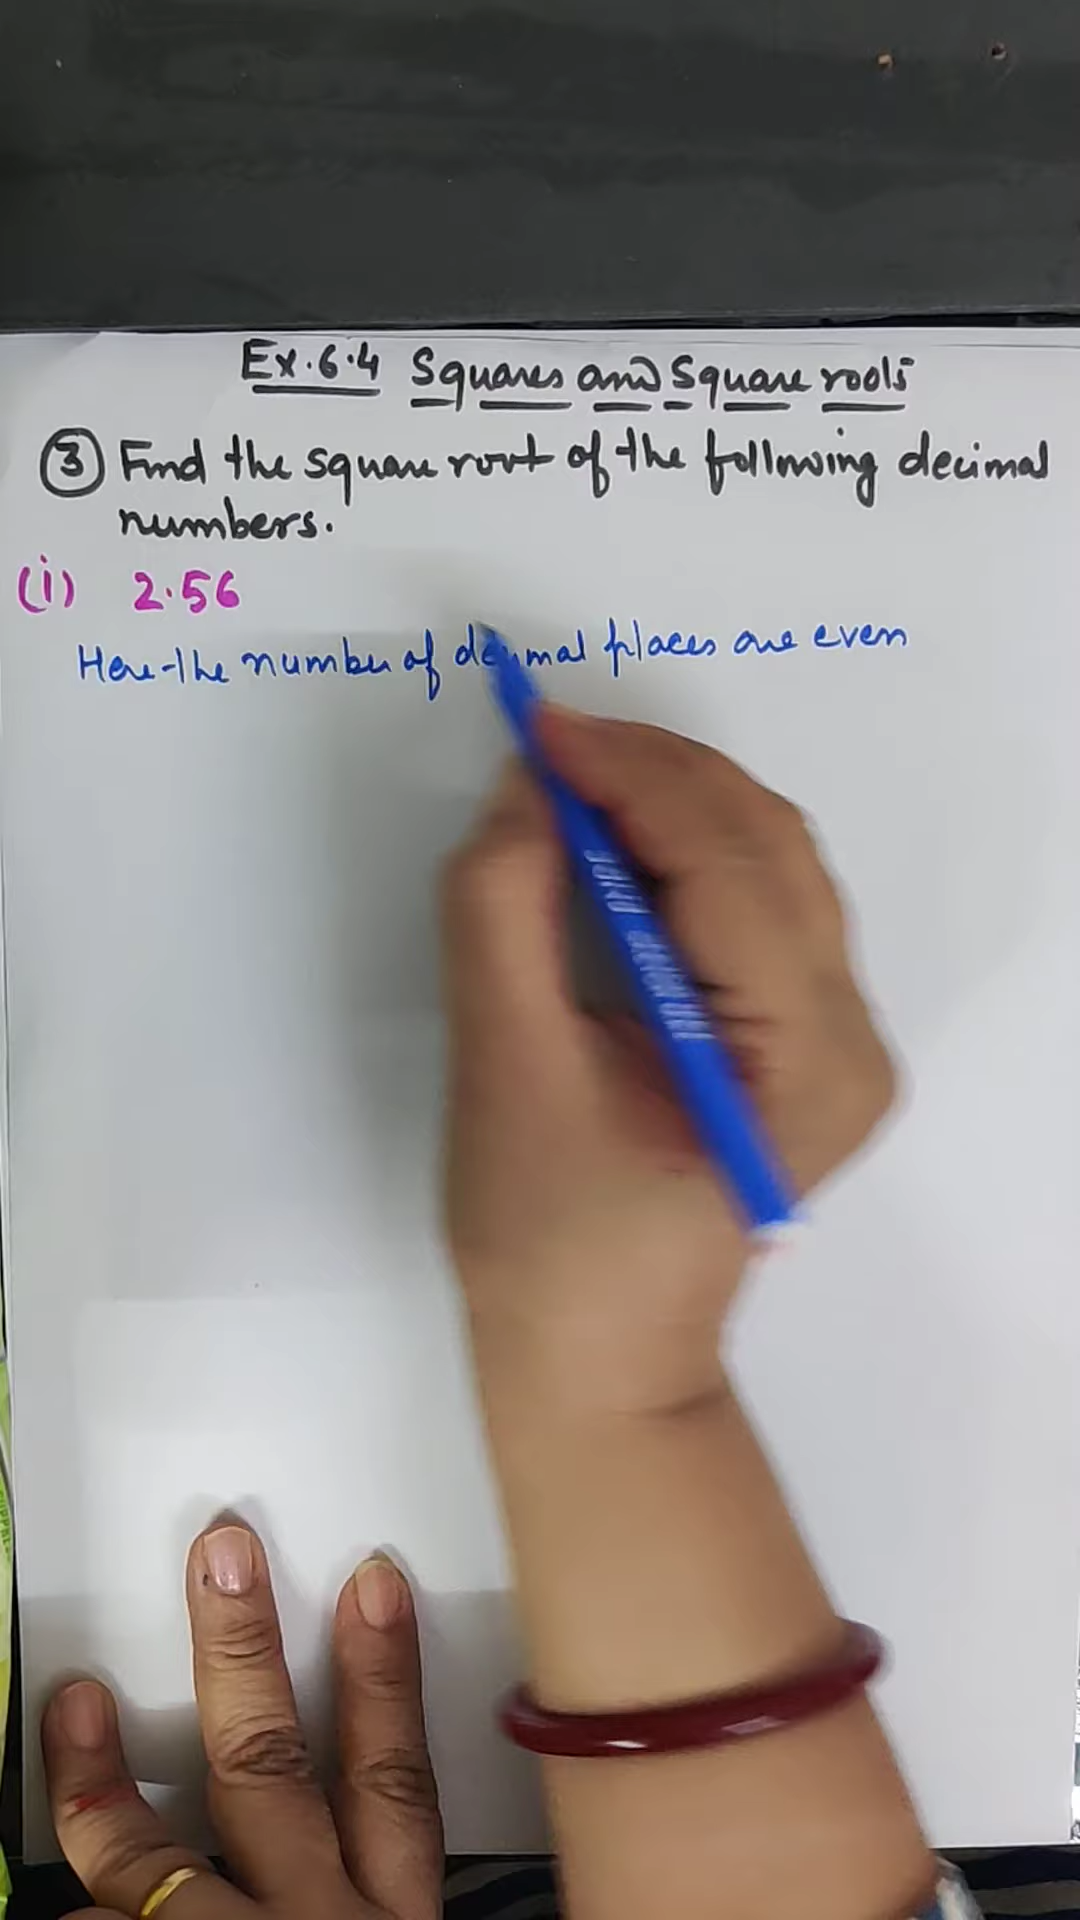 Ex.6.4 Squares and Square roots
③ Find the square root of the following decimal
numbers.
(i) 2.56
Here the number of decimal places are even